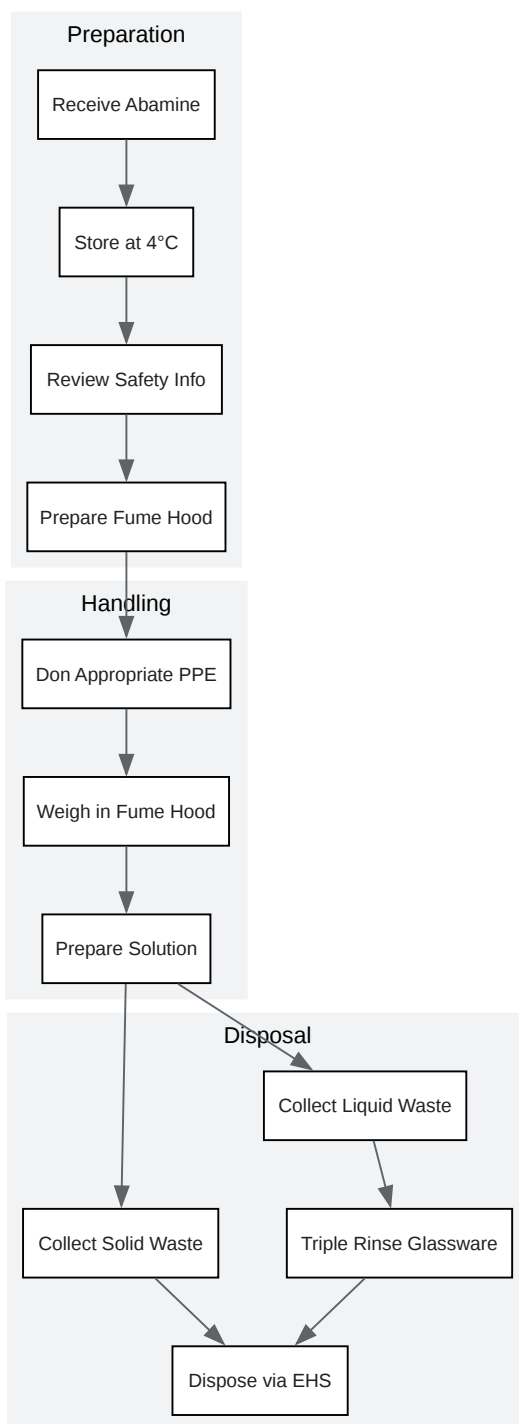 Preparation
Receive Abamine
Store at 4°C
Review Safety Info
Prepare Fume Hood
Handling
Don Appropriate PPE
Weigh in Fume Hood
Prepare Solution
Disposal
Collect Liquid Waste
Collect Solid Waste
Triple Rinse Glassware
Dispose via EHS